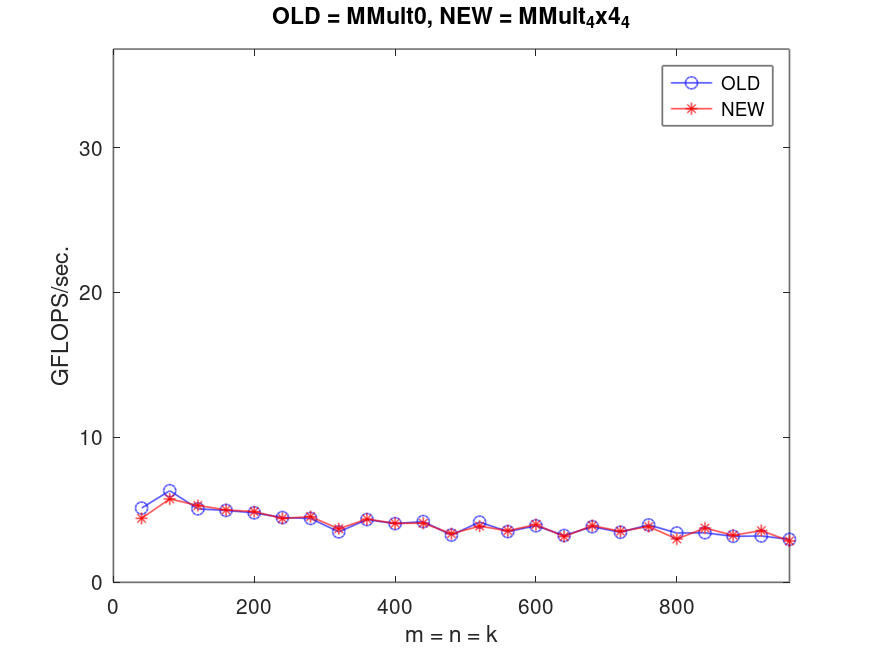 OLD = MMult0, NEW = MMult₄x4₄
OLD
NEW
GFLOPS/sec.
30
20
10
0
0 200 400 600 800
m = n = k